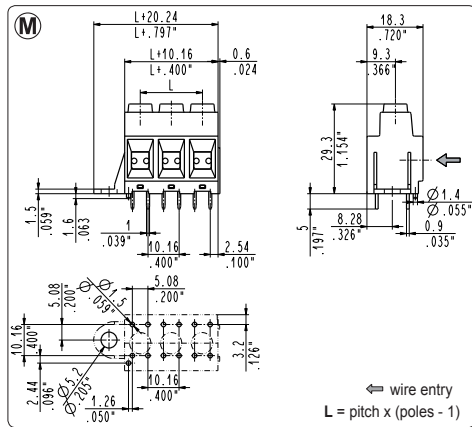 M
L+20.24
L+.797"
L+10.16
L+.400"
0.6
.024
L
18.3
.720"
9.3
.366"
29.3
1.154"
1.5
.059"
1.6
.063
1
.039"
10.16
.400"
2.54
.100"
5
.197"
8.28
.326"
Ø 1.4
Ø .055"
0.9
.035"
5.08
.200"
Ø 1.5
Ø .059"
5.08
.200"
10.16
.400"
2.44
.096"
Ø 5.2
Ø .205"
1.26
.050"
10.16
.400"
3.2
.126"
wire entry
L = pitch x (poles - 1)